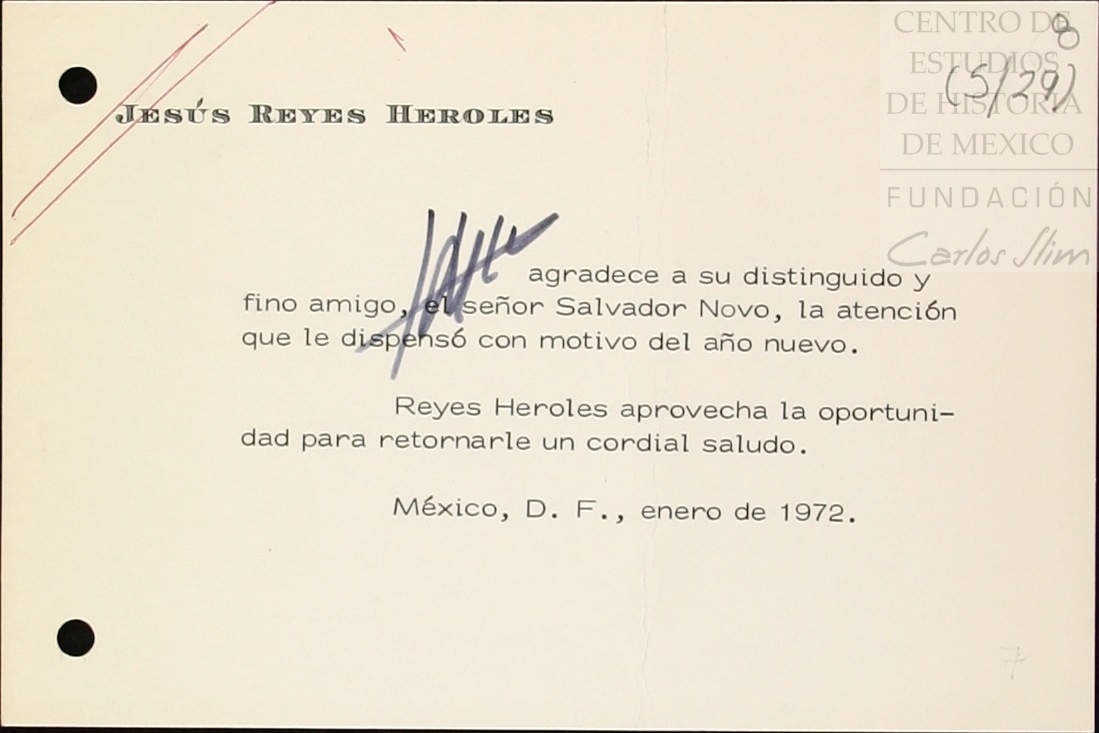 CENTRO DE
ESTUDIOS
DE HISTORIA
DE MEXICO
FUNDACIÓN
Carlos Slim
8
(5/29)
JESÚS REYES HEROLES
agradece a su distinguido y
fino amigo, el señor Salvador Novo, la atención
que le dispensó con motivo del año nuevo.
Reyes Heroles aprovecha la oportuni-
dad para retornarle un cordial saludo.
México, D. F., enero de 1972.
7